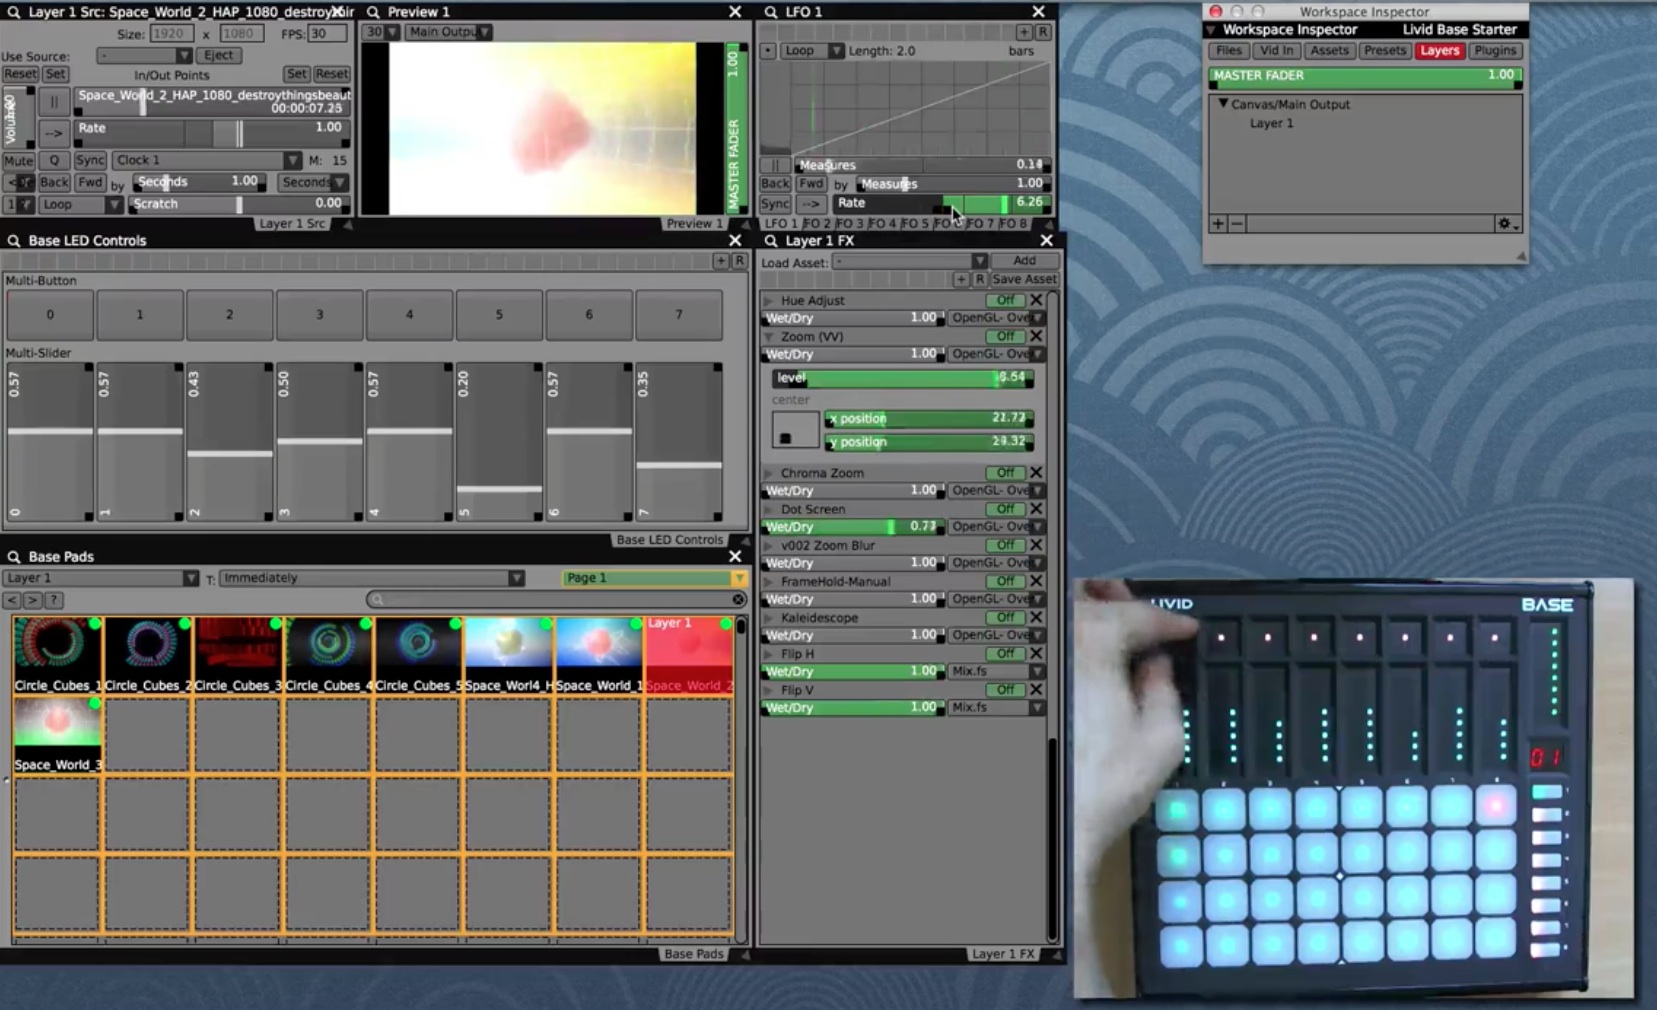 Layer 1 Src: Space_World_2_HAP_1080_destroy
Size: 1920 x 1080 FPS: 30
Use Source: - Eject
Reset Set In/Out Points Set Reset
Space_World_2_HAP_1080_destroythingsbeaut
00:00:07.23
Volume
|| --> Rate 1.00
Mute Q Sync Clock 1 M: 15
Back Fwd by Seconds 1.00 Seconds
Loop Scratch 0.00
Layer 1 Src
Preview 1
30 Main Output
MASTER FADER 1.00
Preview 1
LFO 1
+ R
Loop Length: 2.0 bars
|| Measures 0.14
Back Fwd by Measures 1.00
Sync --> Rate 6.26
LFO 1 FO 2 FO 3 FO 4 FO 5 FO FO 7 FO 8
Workspace Inspector
Workspace Inspector Livid Base Starter
Files Vid In Assets Presets Layers Plugins
MASTER FADER 1.00
Canvas/Main Output
Layer 1
+ −
Base LED Controls
+ R
Multi-Button
0 1 2 3 4 5 6 7
Multi-Slider
0.57 0.57 0.43 0.50 0.57 0.20 0.57 0.35
0 1 2 3 4 5 6 7
Base LED Controls
Layer 1 FX
Load Asset: - Add
+ R Save Asset
Hue Adjust Off
Wet/Dry 1.00 OpenGL- Ove
Zoom (VV) Off
Wet/Dry 1.00 OpenGL- Ove
level
center
x position
y position
Chroma Zoom Off
Wet/Dry 1.00 OpenGL- Ove
Dot Screen Off
Wet/Dry OpenGL- Ove
v002 Zoom Blur Off
Wet/Dry 1.00 OpenGL- Ove
FrameHold-Manual Off
Wet/Dry 1.00 OpenGL- Ove
Kaleidescope Off
Wet/Dry 1.00 OpenGL- Ove
Flip H Off
Wet/Dry 1.00 Mix.fs
Flip V Off
Wet/Dry 1.00 Mix.fs
Layer 1 FX
Base Pads
Layer 1 T: Immediately Page 1
< > ?
Layer 1
Circle_Cubes_1 Circle_Cubes_2 Circle_Cubes_3 Circle_Cubes_4 Circle_Cubes_5 Space_Worl4_H Space_World_1 Space_World_2
Space_World_3
Base Pads
LIVID BASE
01